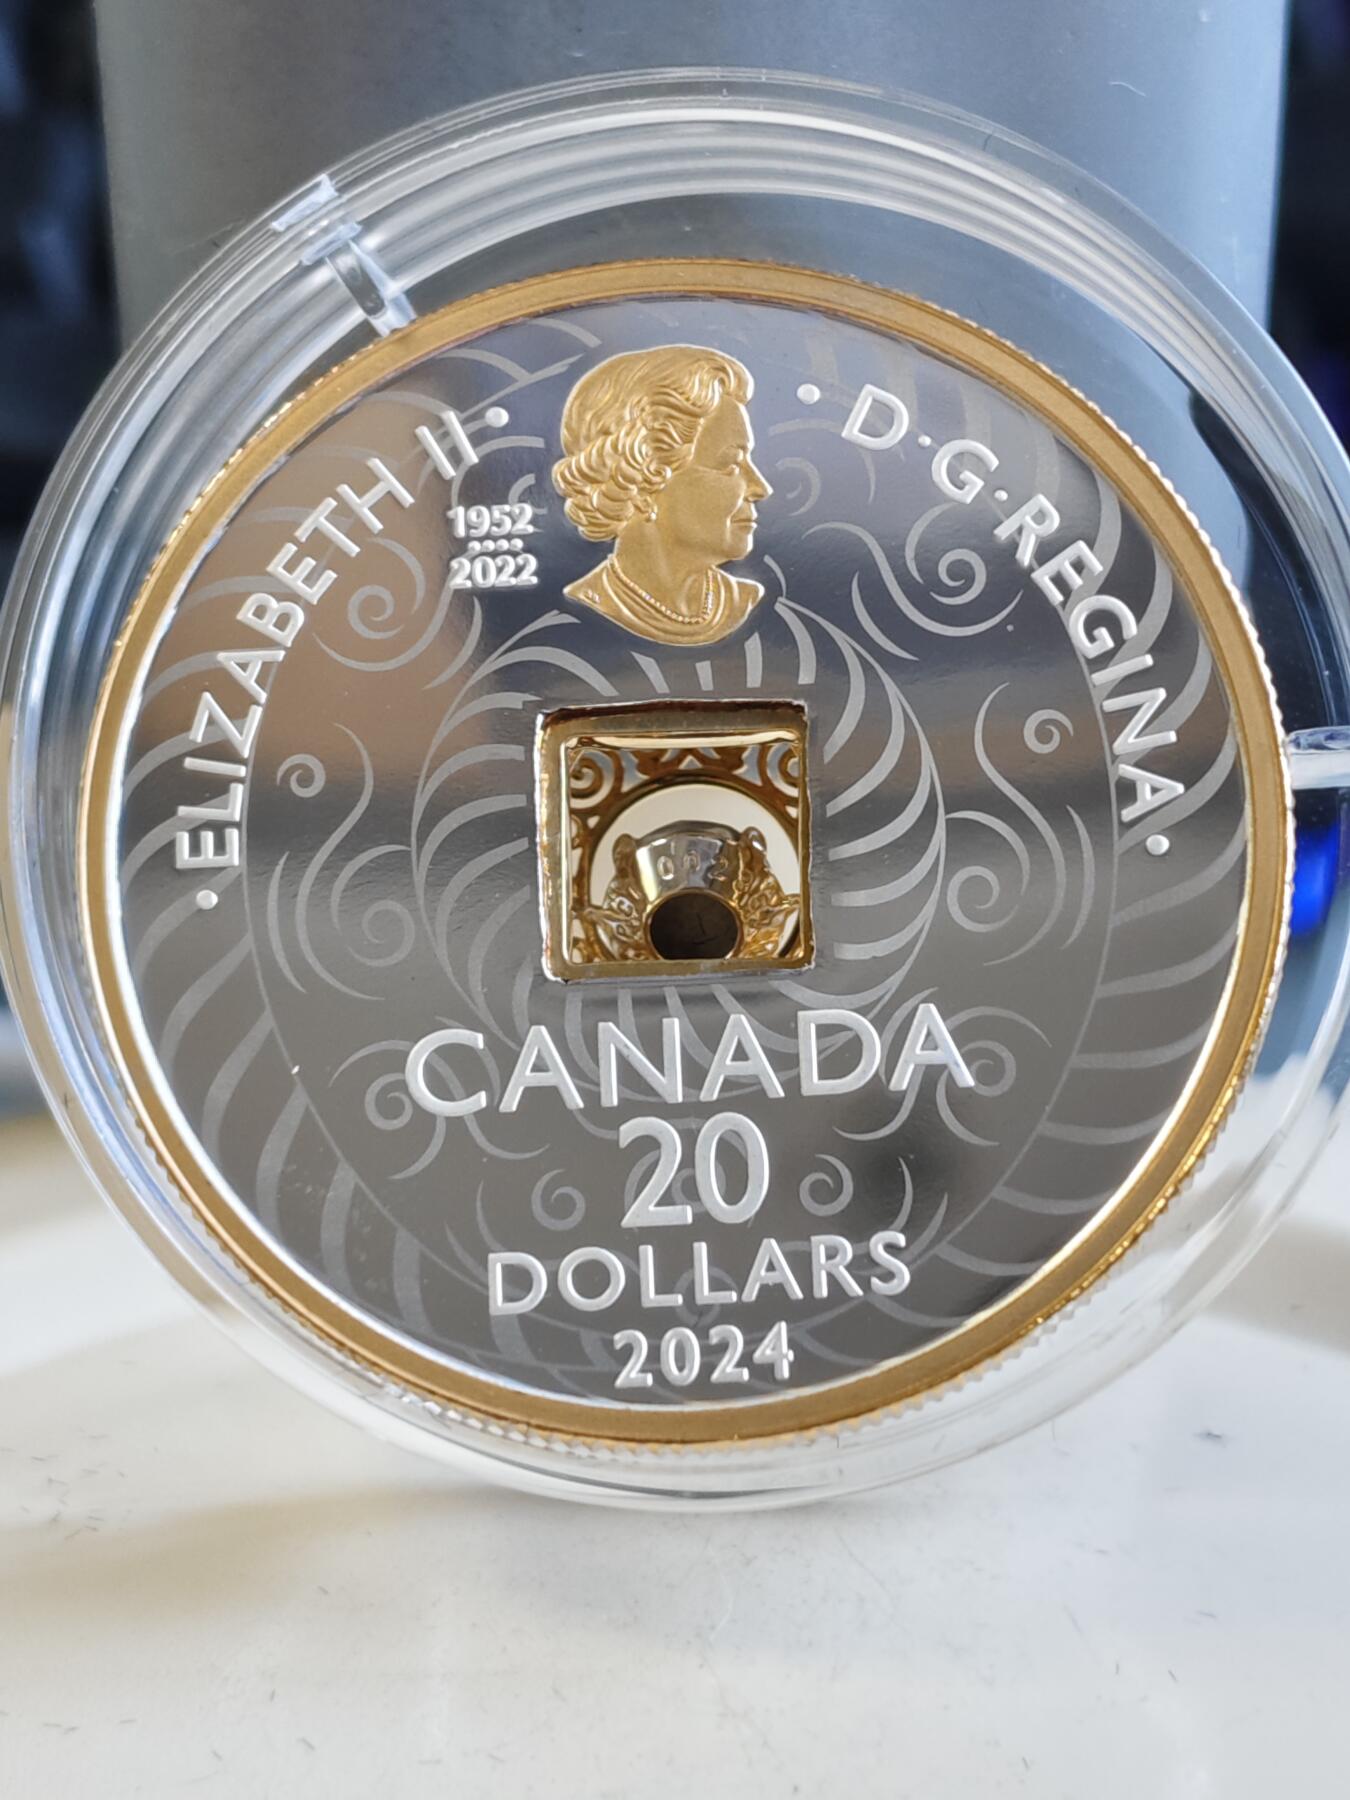 ·ELIZABETH II·
·D·G·REGINA·
1952
2022
CANADA
20
DOLLARS
2024